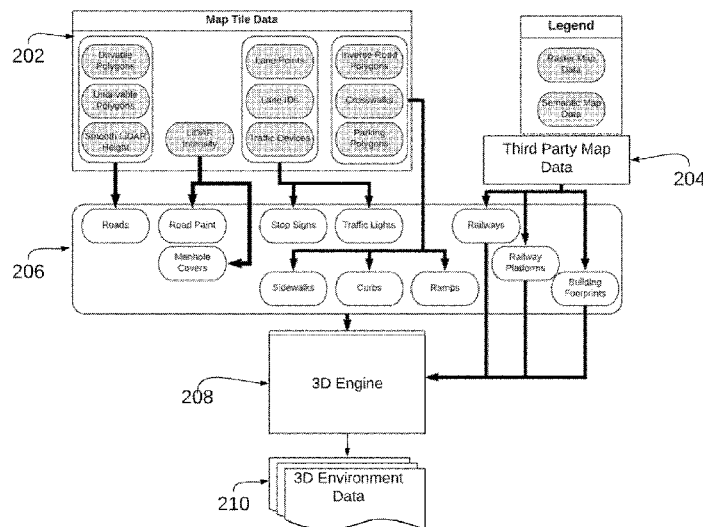 Map Tile Data
202
Drivable
Polygons
Undrivable
Polygons
Smooth LiDAR
Height
LiDAR
Intensity
Lane Points
Lane IDs
Traffic Devices
Inverse Road
Polygons
Crosswalks
Parking
Polygons
Legend
Raster Map
Data
Semantic Map
Data
Third Party Map
Data
204
206
Roads
Road Paint
Manhole
Covers
Stop Signs
Traffic Lights
Sidewalks
Curbs
Ramps
Railways
Railway
Platforms
Building
Footprints
208
3D Engine
210
3D Environment
Data